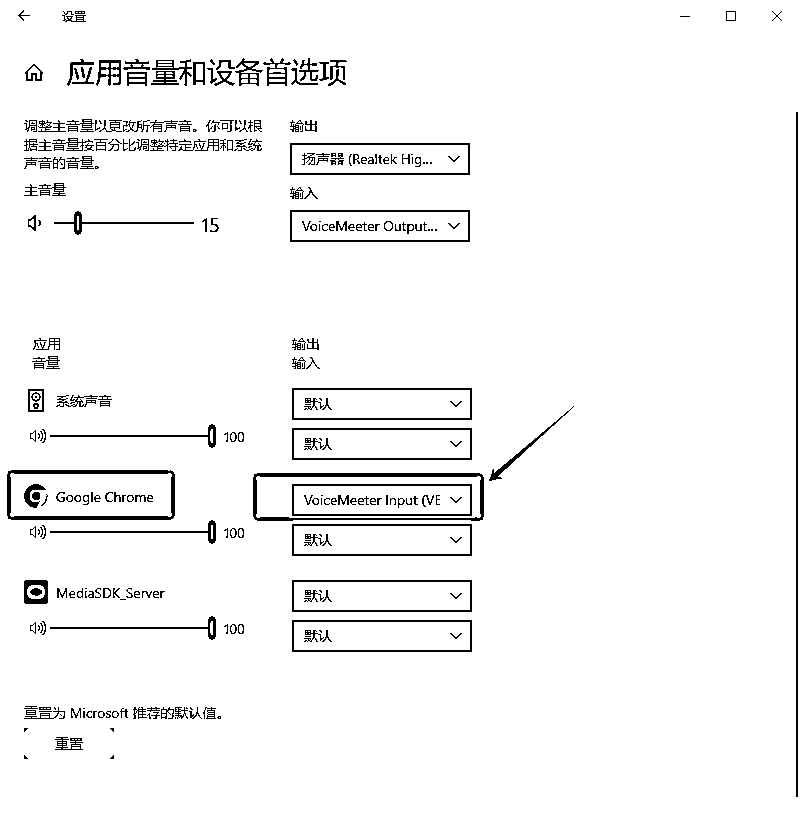 设置
应用音量和设备首选项
调整主音量以更改所有声音。你可以根
据主音量按百分比调整特定应用和系统
声音的音量。
主音量
15
输出
扬声器 (Realtek Hig...
输入
VoiceMeeter Output...
应用
音量
输出
输入
系统声音
默认
100
默认
Google Chrome
VoiceMeeter Input (VE
100
默认
MediaSDK_Server
默认
100
默认
重置为 Microsoft 推荐的默认值。
重置